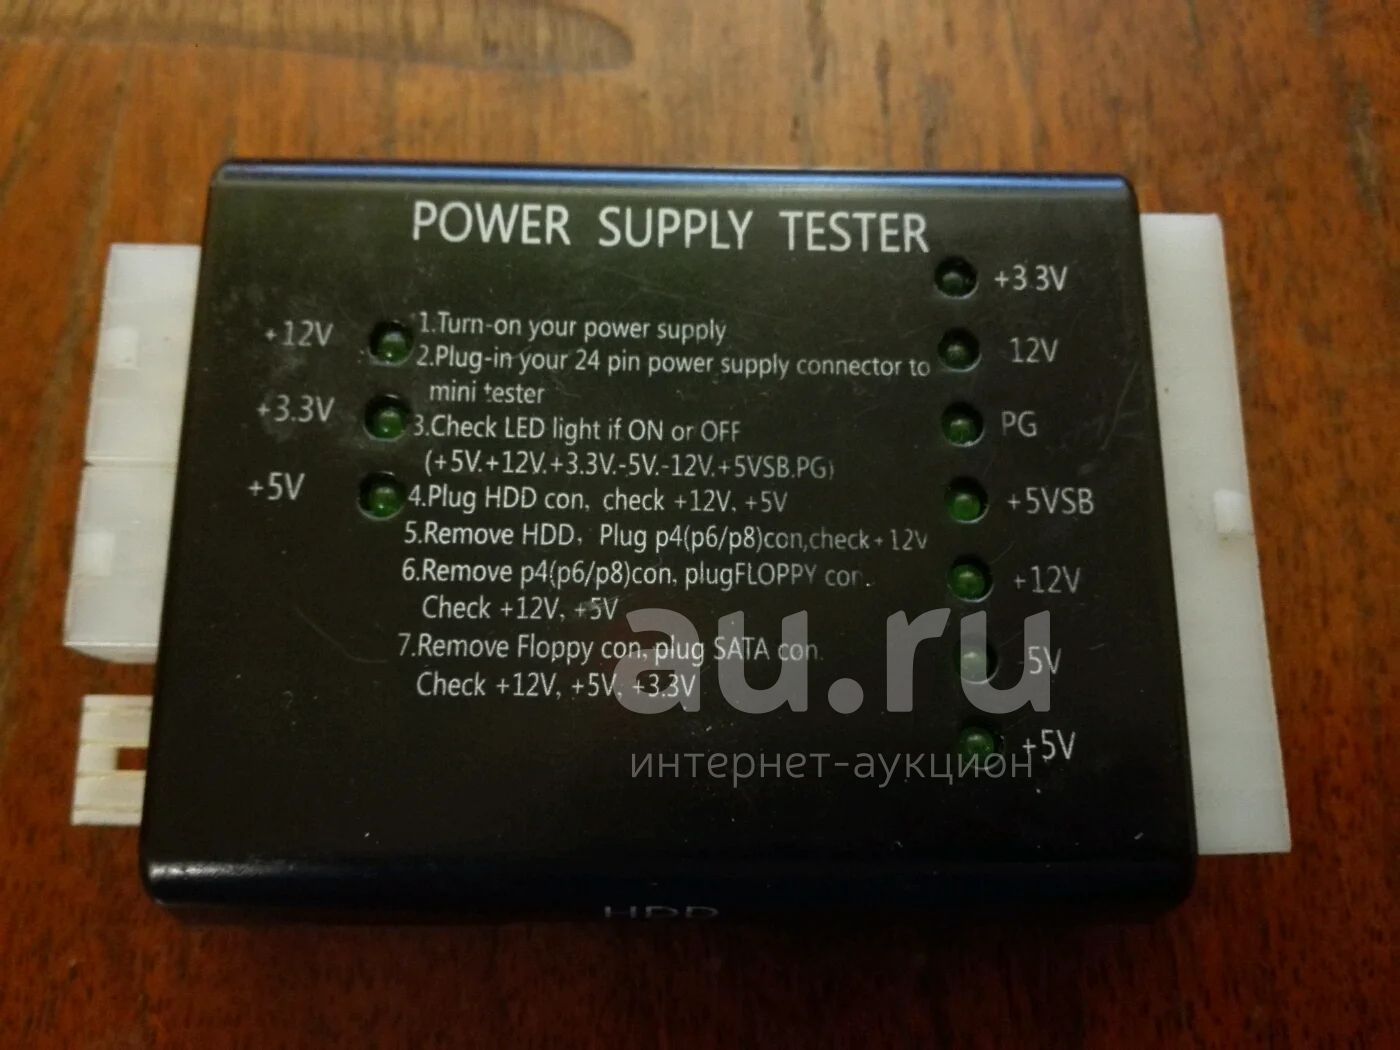 POWER SUPPLY TESTER
+3.3V
12V
PG
+5VSB
+12V
5V
+5V
+12V
+3.3V
+5V
1.Turn-on your power supply
2.Plug-in your 24 pin power supply connector to
mini tester
3.Check LED light if ON or OFF
(+5V.+12V.+3.3V.-5V.-12V.+5VSB.PG)
4.Plug HDD con, check +12V, +5V
5.Remove HDD, Plug p4(p6/p8)con,check+12V
6.Remove p4(p6/p8)con, plugFLOPPY con.
Check +12V, +5V
7.Remove Floppy con, plug SATA con.
Check +12V, +5V, +3.3V
HDD
au.ru
интернет-аукцион